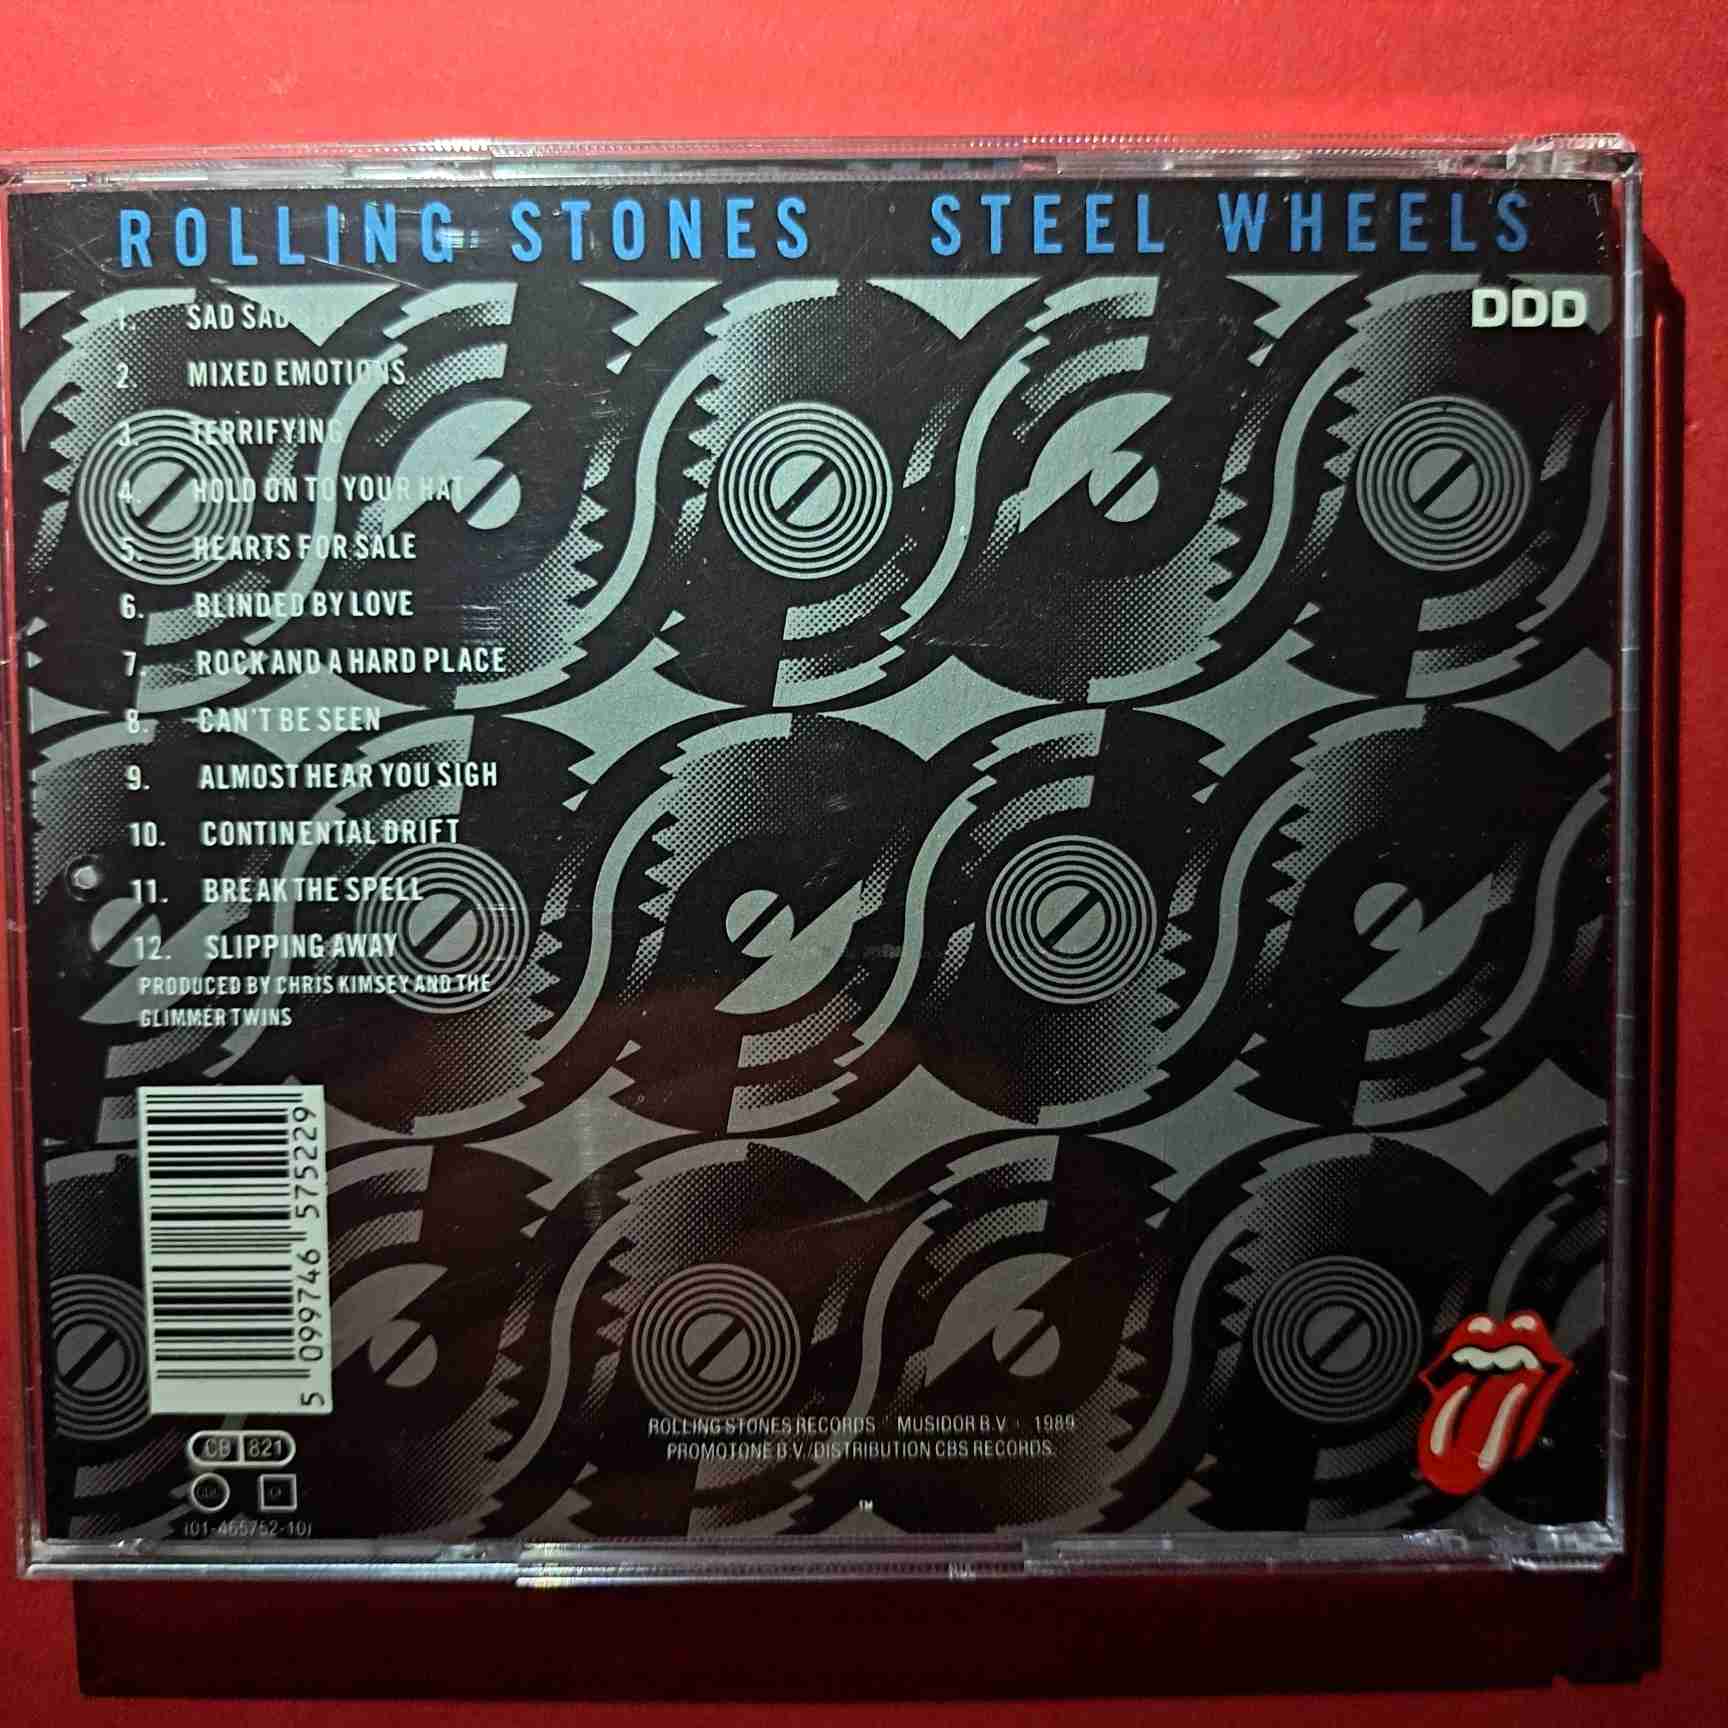 ROLLING STONES STEEL WHEELS
DDD
1. SAD SAD SAD
2. MIXED EMOTIONS
3. TERRIFYING
4. HOLD ON TO YOUR HAT
5. HEARTS FOR SALE
6. BLINDED BY LOVE
7. ROCK AND A HARD PLACE
8. CAN'T BE SEEN
9. ALMOST HEAR YOU SIGH
10. CONTINENTAL DRIFT
11. BREAK THE SPELL
12. SLIPPING AWAY
PRODUCED BY CHRIS KIMSEY AND THE
GLIMMER TWINS
5 099746 575229
CB 821
(01-465752-10)
ROLLING STONES RECORDS MUSIDOR B.V. 1989
PROMOTONE B.V./DISTRIBUTION CBS RECORDS.
TM